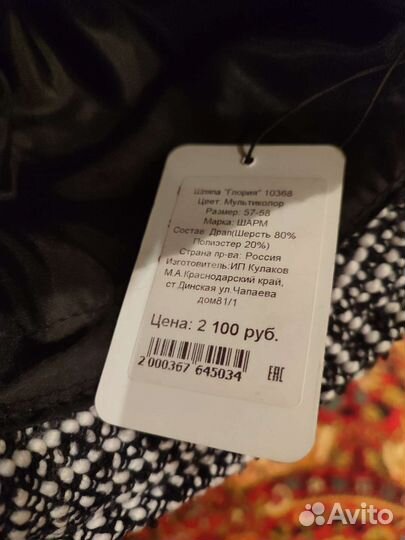 Шляпа "Глория" 10368
Цвет: Мультиколор
Размер: 57-58
Марка: ШАРМ
Состав: Драп(Шерсть 80%
Полиэстер 20%)
Страна пр-ва: Россия
Изготовитель:ИП Кулаков
М.А.Краснодарский край,
ст.Динская ул.Чапаева
дом81/1
Цена: 2 100 руб.
2 000367 645034
EAC
Avito